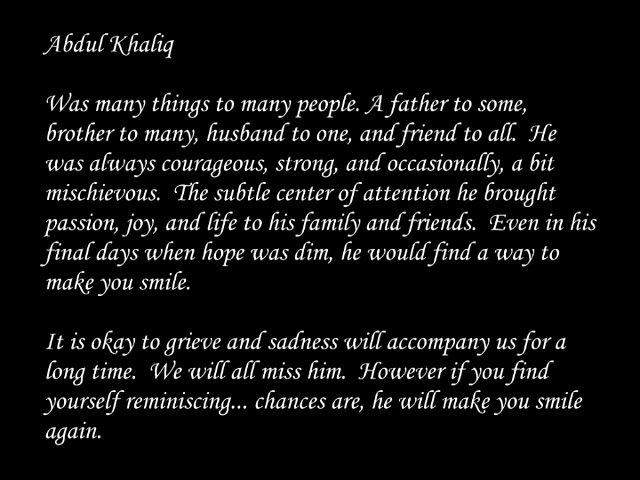 Abdul Khaliq
Was many things to many people. A father to some,
brother to many, husband to one, and friend to all. He
was always courageous, strong, and occasionally, a bit
mischievous. The subtle center of attention he brought
passion, joy, and life to his family and friends. Even in his
final days when hope was dim, he would find a way to
make you smile.
It is okay to grieve and sadness will accompany us for a
long time. We will all miss him. However if you find
yourself reminiscing... chances are, he will make you smile
again.